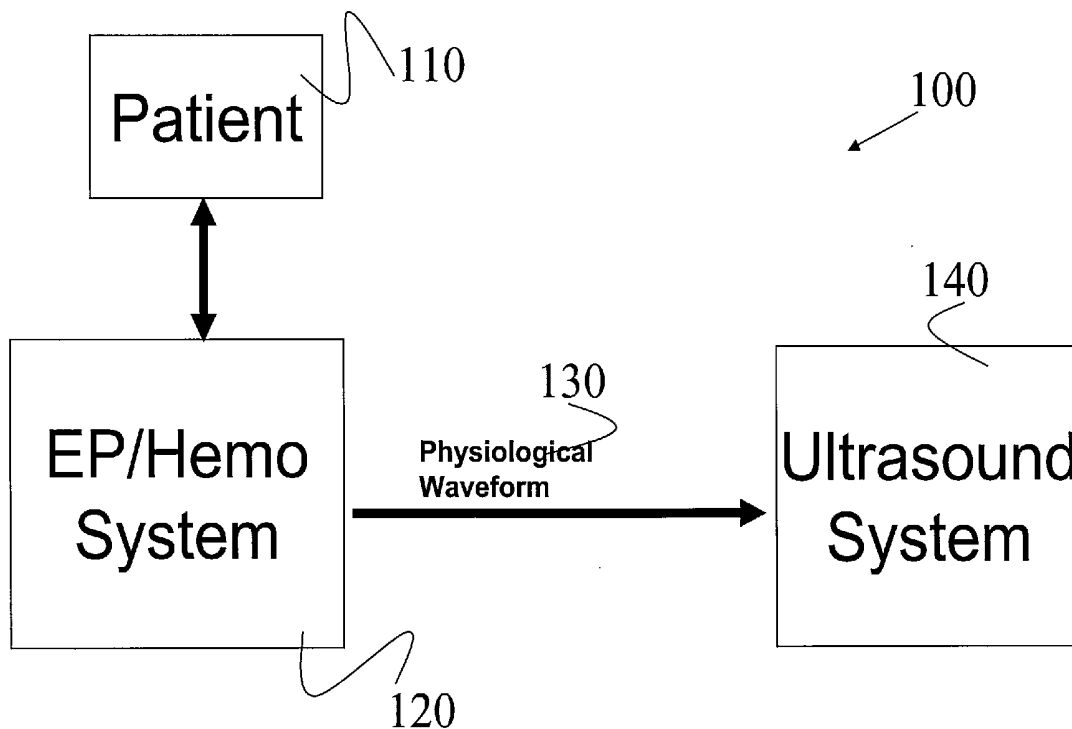 110
Patient
100
140
130
Physiological
Waveform
EP/Hemo
System
Ultrasound
System
120